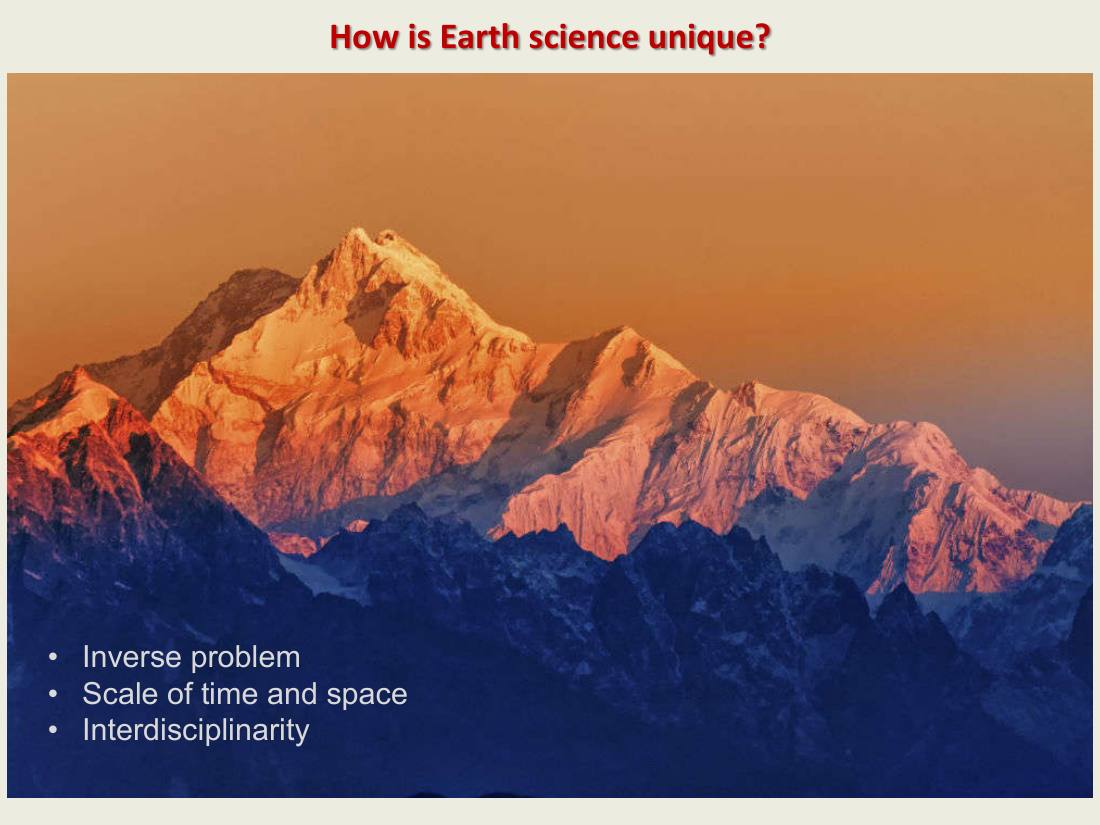 How is Earth science unique?
• Inverse problem
• Scale of time and space
• Interdisciplinarity